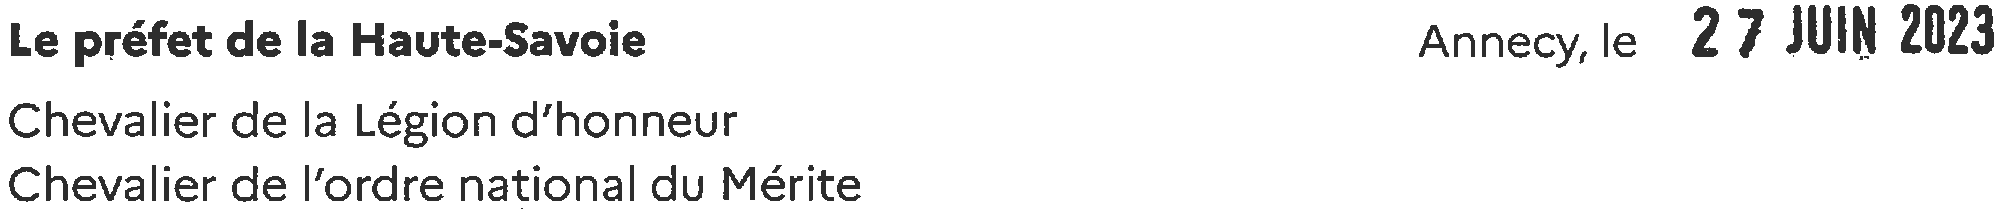 Le préfet de la Haute-Savoie
Annecy, le 27 JUIN 2023
Chevalier de la Légion d'honneur
Chevalier de l'ordre national du Mérite